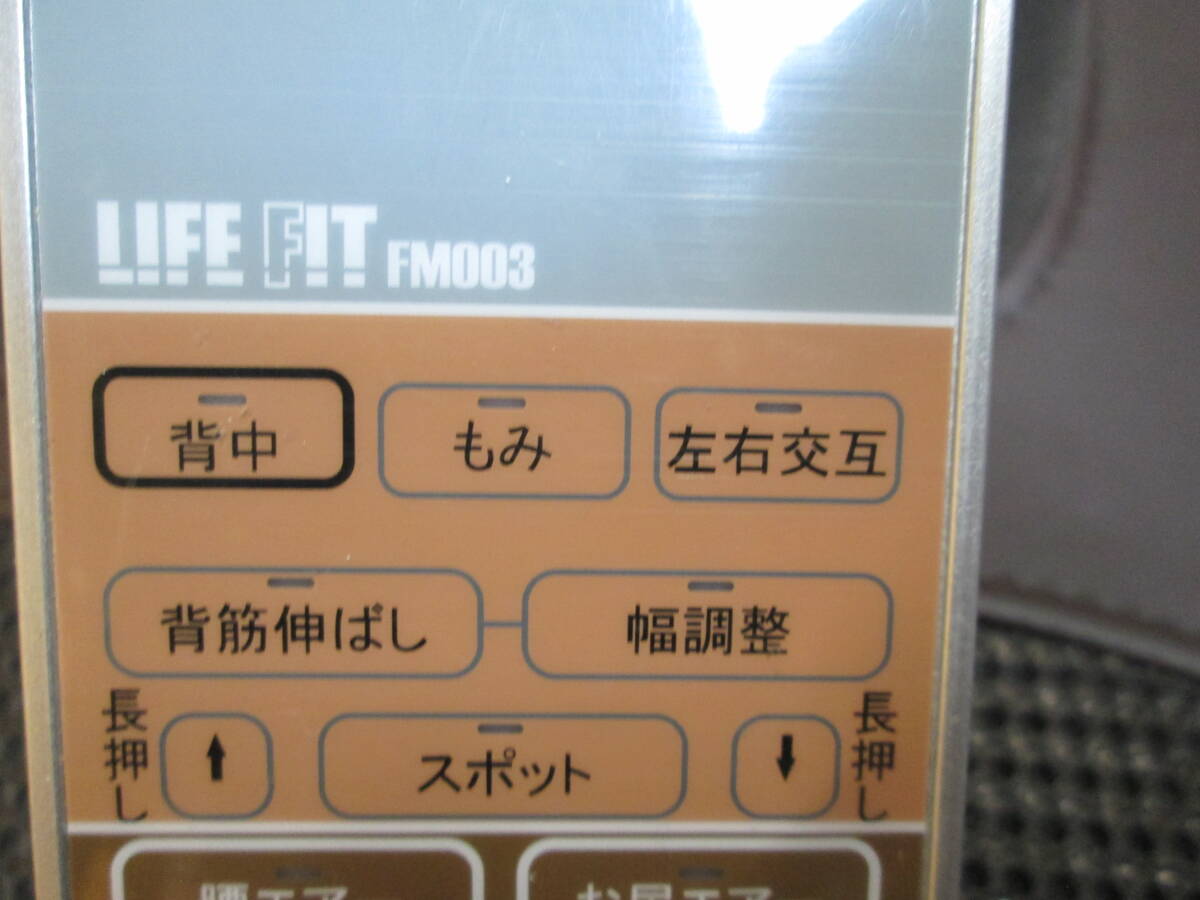 LIFE FIT FM003
背中
もみ
左右交互
背筋伸ばし
幅調整
長押し
↑
スポット
↓
長押し